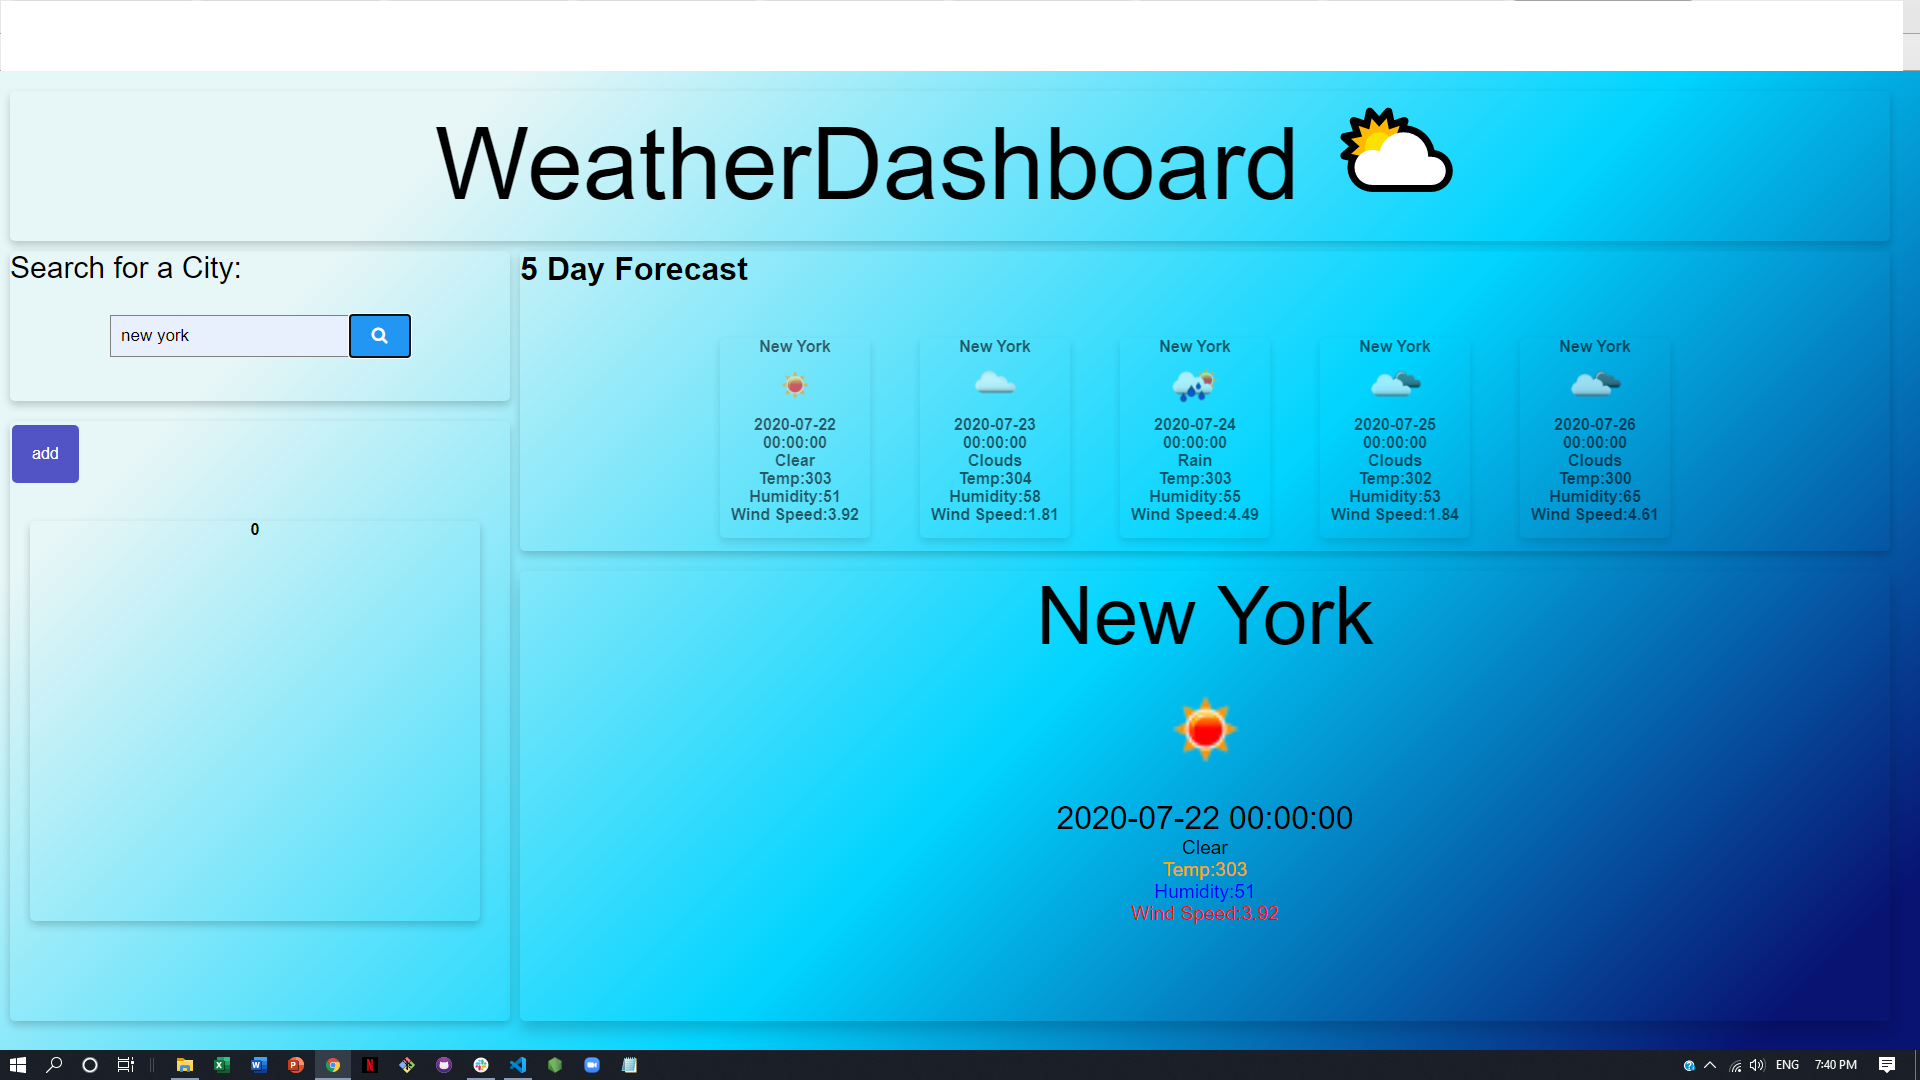 WeatherDashboard
Search for a City:
new york
add
0
5 Day Forecast
New York
2020-07-22
00:00:00
Clear
Temp:303
Humidity:51
Wind Speed:3.92
New York
2020-07-23
00:00:00
Clouds
Temp:304
Humidity:58
Wind Speed:1.81
New York
2020-07-24
00:00:00
Rain
Temp:303
Humidity:55
Wind Speed:4.49
New York
2020-07-25
00:00:00
Clouds
Temp:302
Humidity:53
Wind Speed:1.84
New York
2020-07-26
00:00:00
Clouds
Temp:300
Humidity:65
Wind Speed:4.61
New York
2020-07-22 00:00:00
Clear
Temp:303
Humidity:51
Wind Speed:3.92
ENG
7:40 PM